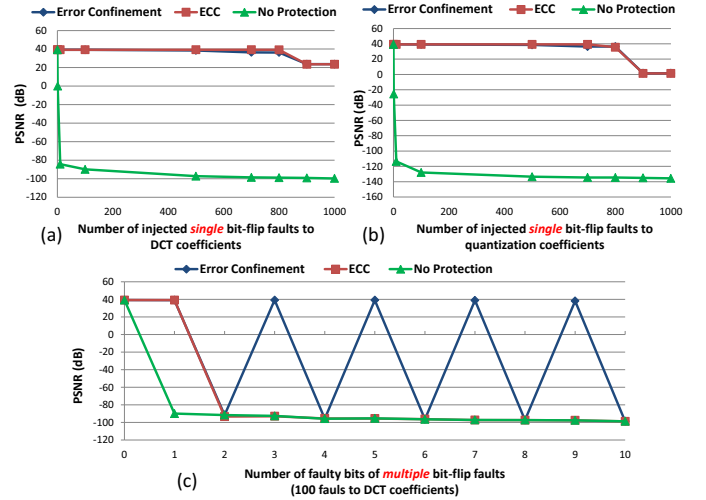 Error Confinement ECC No Protection
60
40
20
0
-20
-40
-60
-80
-100
-120
PSNR (dB)
0 200 400 600 800 1000
(a)
Number of injected single bit-flip faults to
DCT coefficients
Error Confinement ECC No Protection
60
40
20
0
-20
-40
-60
-80
-100
-120
-140
-160
PSNR (dB)
0 200 400 600 800 1000
(b)
Number of injected single bit-flip faults to
quantization coefficients
Error Confinement ECC No Protection
60
40
20
0
-20
-40
-60
-80
-100
-120
PSNR (dB)
0 1 2 3 4 5 6 7 8 9 10
(c)
Number of faulty bits of multiple bit-flip faults
(100 fauls to DCT coefficients)